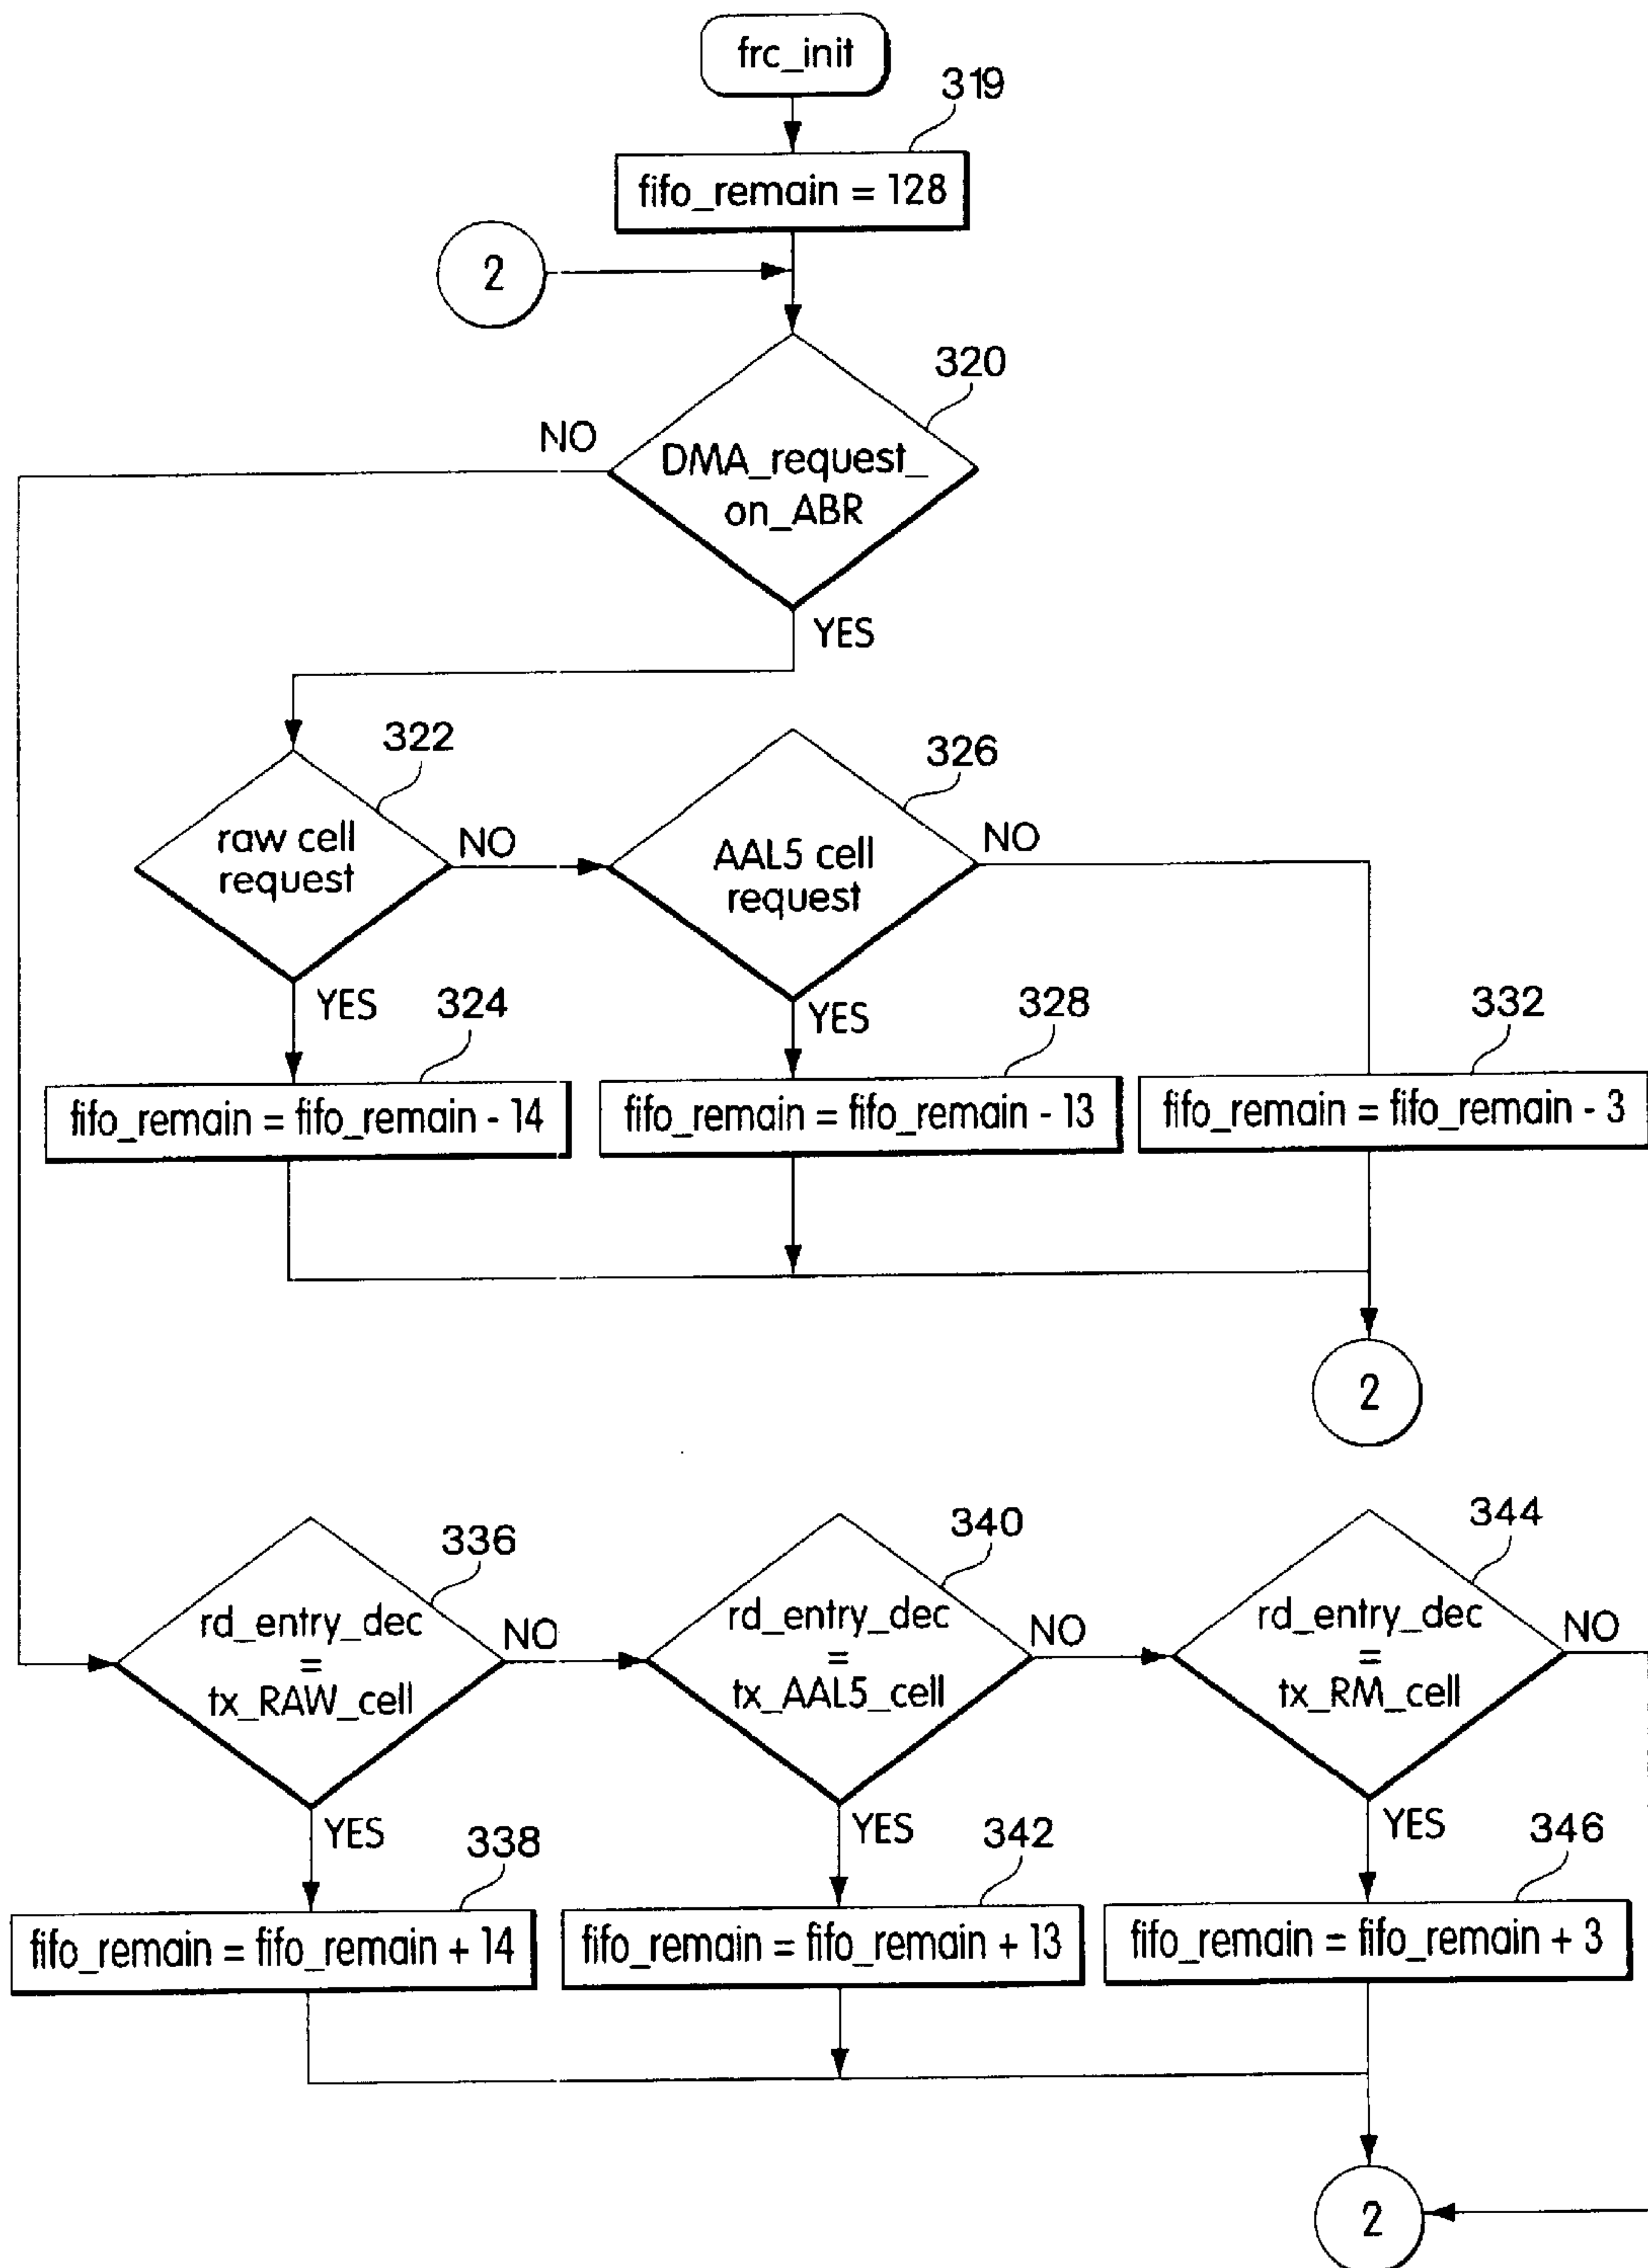 frc_init
319
fifo_remain = 128
2
320
NO
DMA_request_
on_ABR
YES
322
326
raw cell
request
NO
AAL5 cell
request
NO
YES
324
YES
328
332
fifo_remain = fifo_remain - 14
fifo_remain = fifo_remain - 13
fifo_remain = fifo_remain - 3
2
336
340
344
rd_entry_dec
=
tx_RAW_cell
NO
rd_entry_dec
=
tx_AAL5_cell
NO
rd_entry_dec
=
tx_RM_cell
NO
YES
338
YES
342
YES
346
fifo_remain = fifo_remain + 14
fifo_remain = fifo_remain + 13
fifo_remain = fifo_remain + 3
2